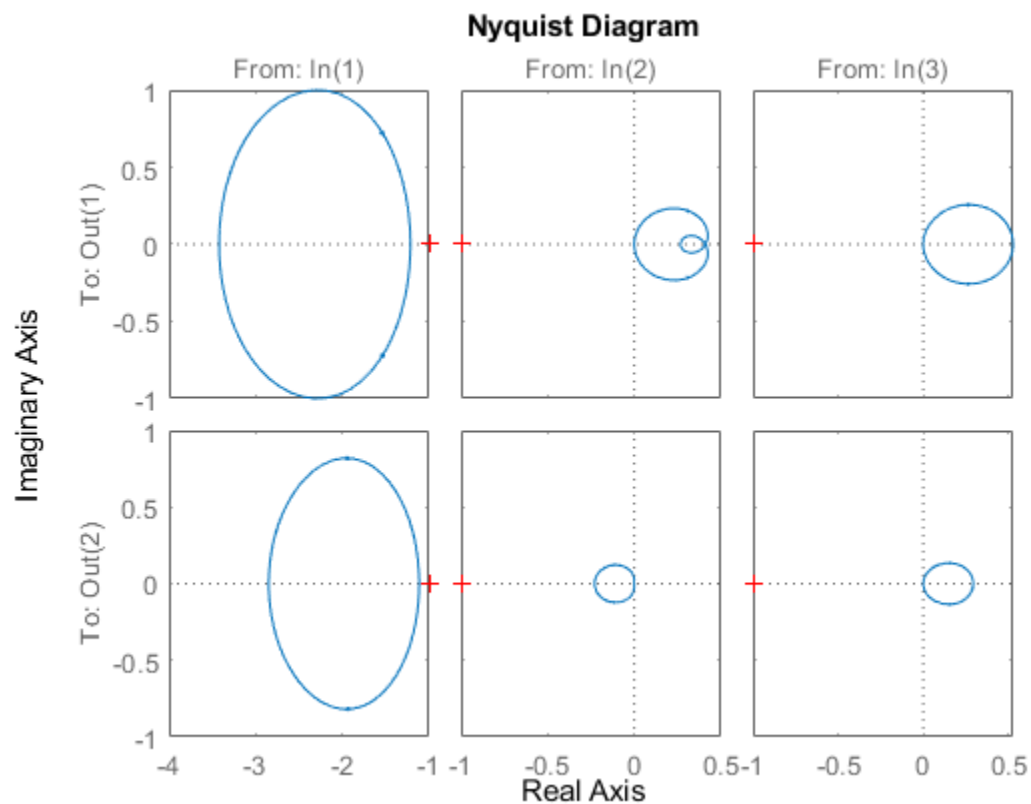 Nyquist Diagram
From: In(1) From: In(2) From: In(3)
To: Out(1)
1
0.5
0
-0.5
-1
Imaginary Axis
To: Out(2)
1
0.5
0
-0.5
-1
-4 -3 -2 -1 -1 -0.5 0 0.5 -1 -0.5 0 0.5
Real Axis